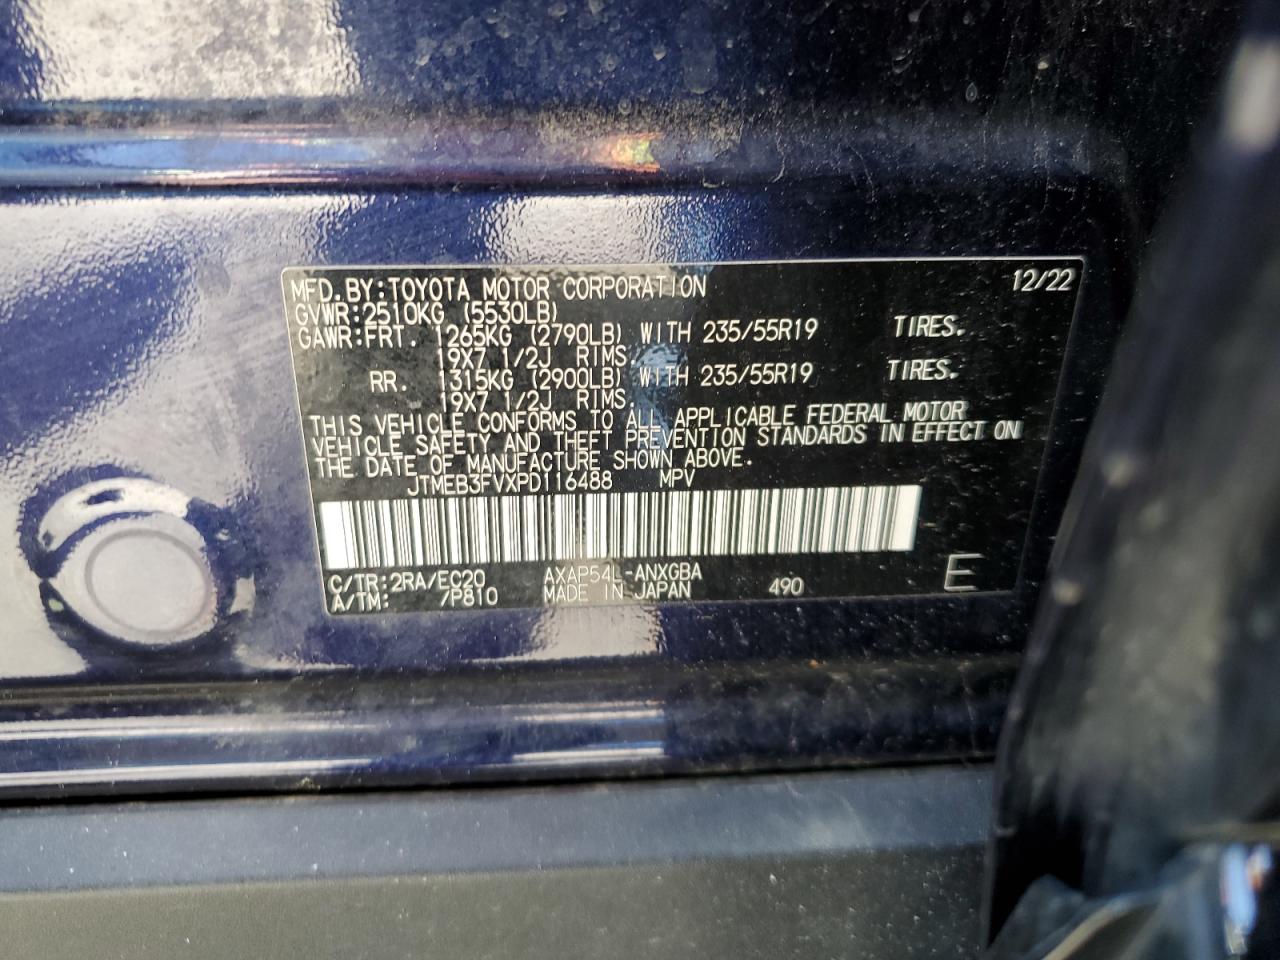 MFD.BY:TOYOTA MOTOR CORPORATION 12/22
GVWR:2510KG (5530LB)
GAWR:FRT. 1265KG (2790LB) WITH 235/55R19 TIRES.
19X7 1/2J RIMS.
RR. 1315KG (2900LB) WITH 235/55R19 TIRES.
19X7 1/2J RIMS.
THIS VEHICLE CONFORMS TO ALL APPLICABLE FEDERAL MOTOR
VEHICLE SAFETY AND THEFT PREVENTION STANDARDS IN EFFECT ON
THE DATE OF MANUFACTURE SHOWN ABOVE.
JTMEB3FVXPD116488 MPV
C/TR:2RA/EC20 AXAP54L-ANXGBA
A/TM: /P810 MADE IN JAPAN 490 E